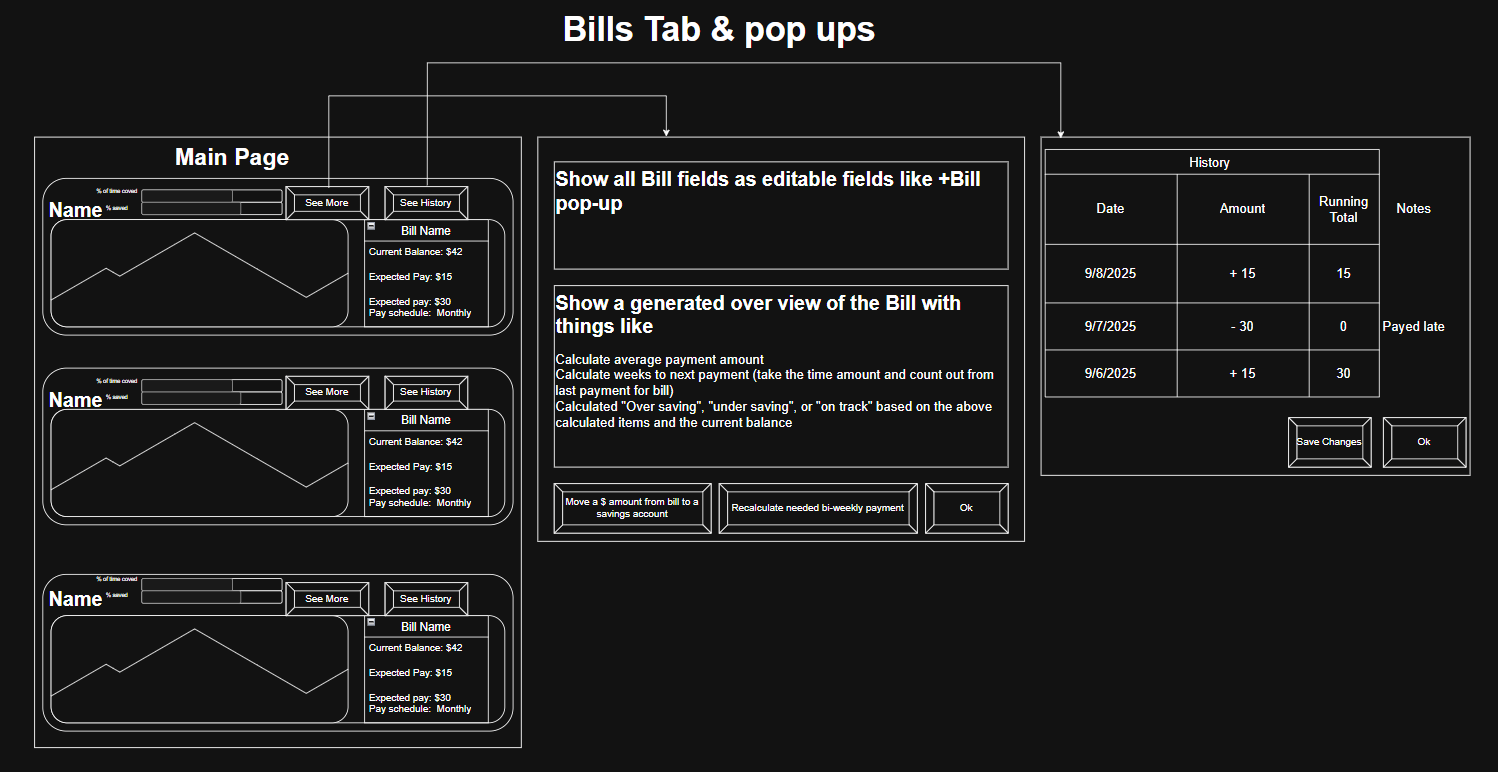 Bills Tab & pop ups
Main Page
% of time coved
Name % saved
See More
See History
Bill Name
Current Balance: $42
Expected Pay: $15
Expected pay: $30
Pay schedule: Monthly
% of time coved
Name % saved
See More
See History
Bill Name
Current Balance: $42
Expected Pay: $15
Expected pay: $30
Pay schedule: Monthly
% of time coved
Name % saved
See More
See History
Bill Name
Current Balance: $42
Expected Pay: $15
Expected pay: $30
Pay schedule: Monthly
Show all Bill fields as editable fields like +Bill
pop-up
Show a generated over view of the Bill with
things like
Calculate average payment amount
Calculate weeks to next payment (take the time amount and count out from
last payment for bill)
Calculated "Over saving", "under saving", or "on track" based on the above
calculated items and the current balance
Move a $ amount from bill to a
savings account
Recalculate needed bi-weekly payment
Ok
History
Date Amount Running
Total Notes
9/8/2025 + 15 15
9/7/2025 - 30 0 Payed late
9/6/2025 + 15 30
Save Changes
Ok